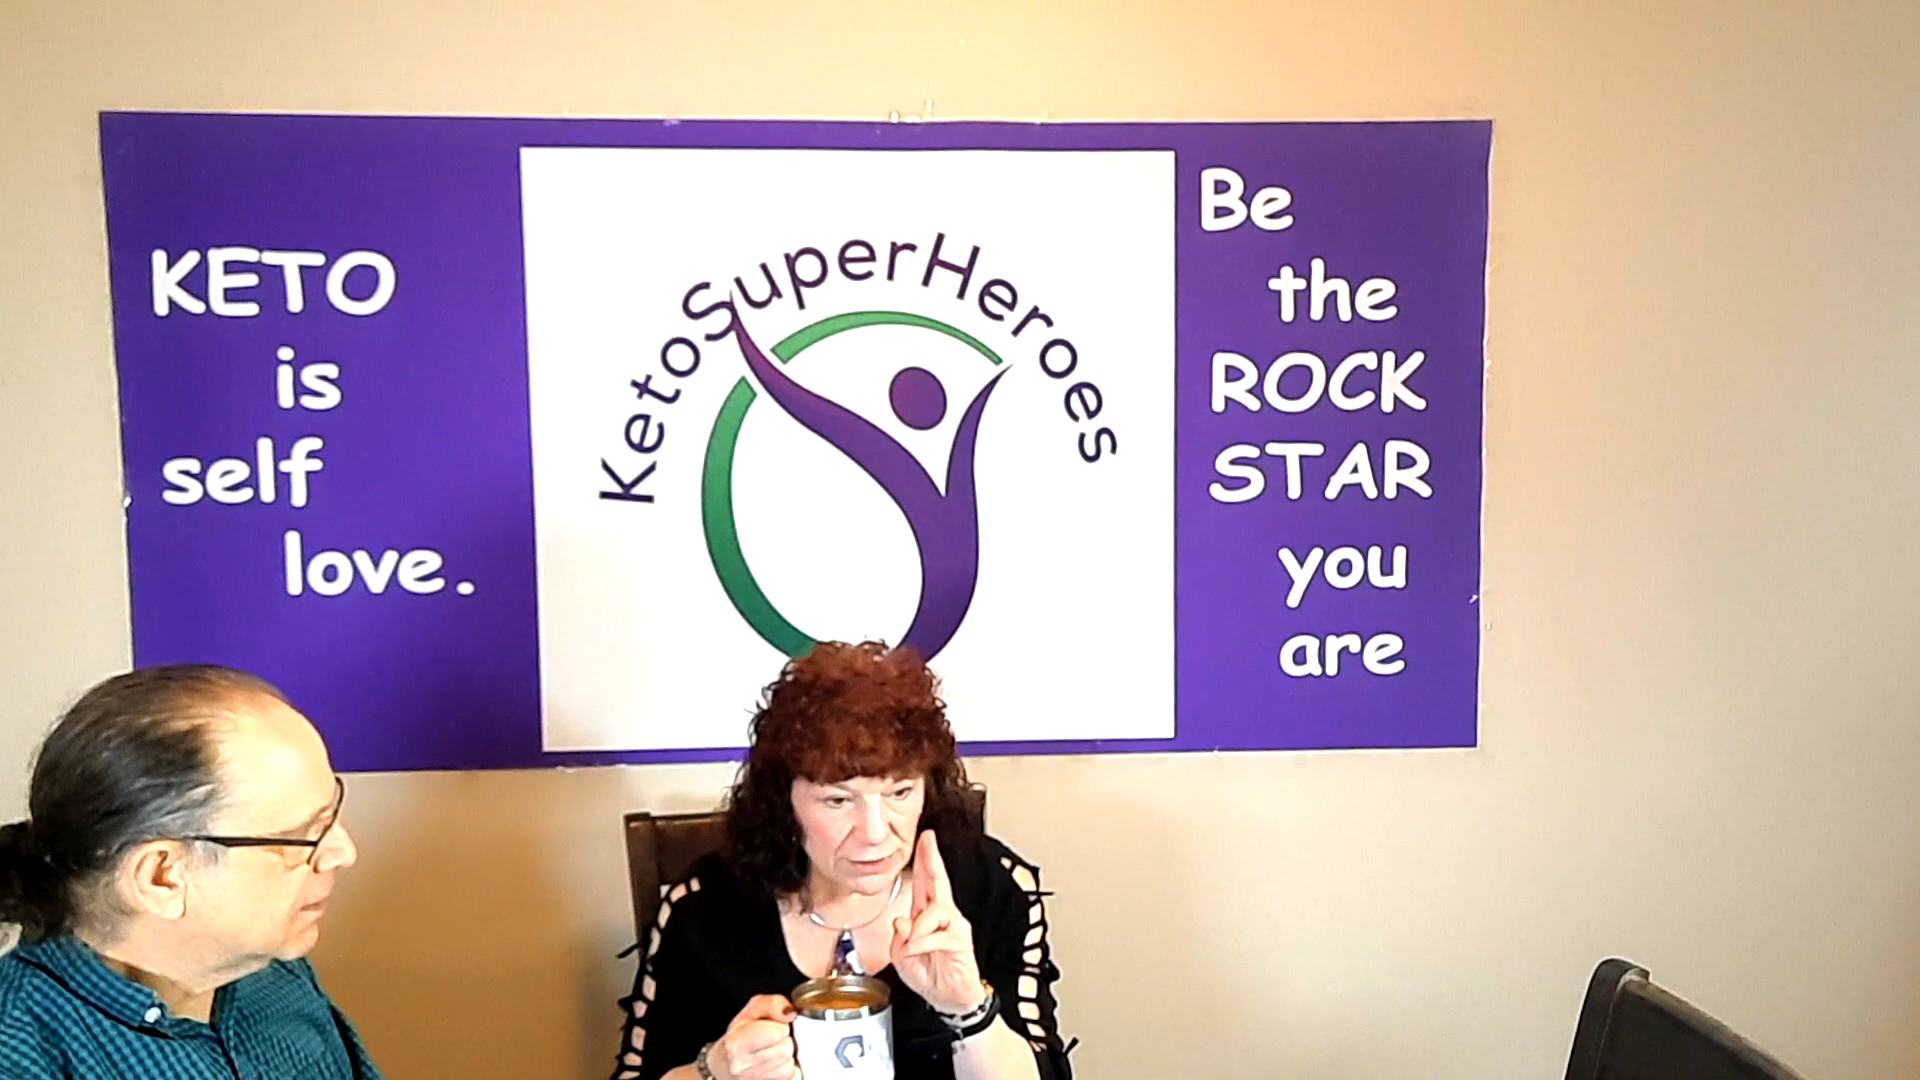 KETO
is
self
love.
KetoSuperHeroes
Be
the
ROCK
STAR
you
are